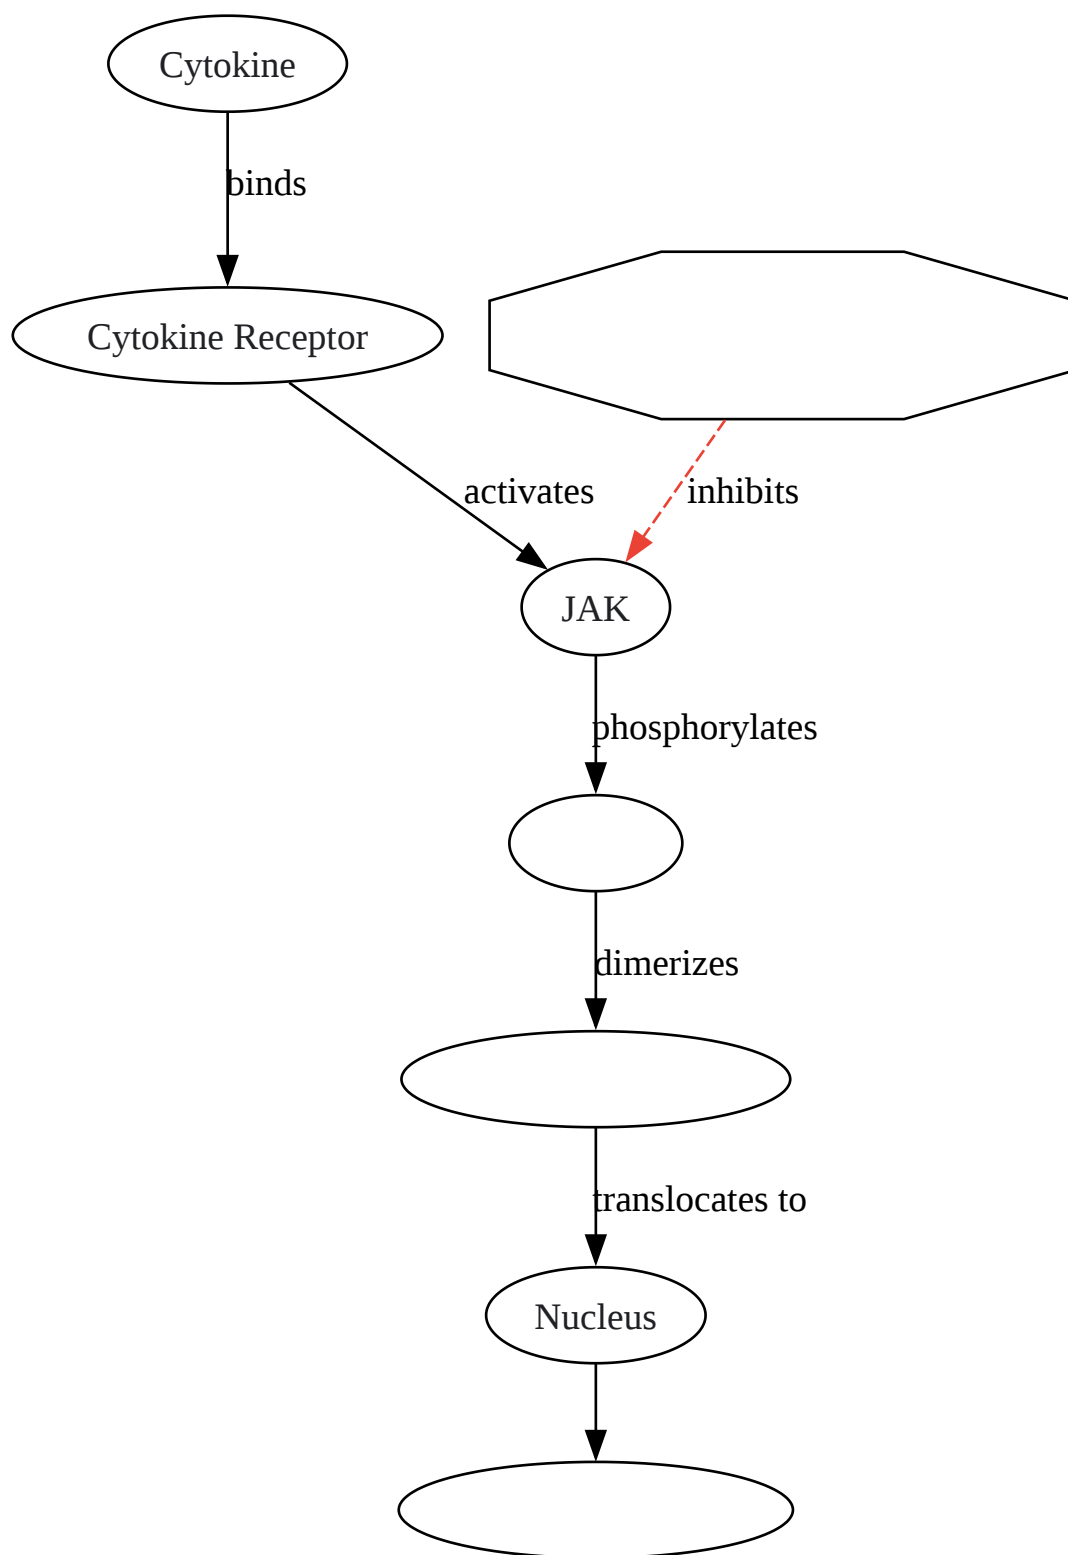 Cytokine
binds
Cytokine Receptor
activates
inhibits
JAK
phosphorylates
dimerizes
translocates to
Nucleus